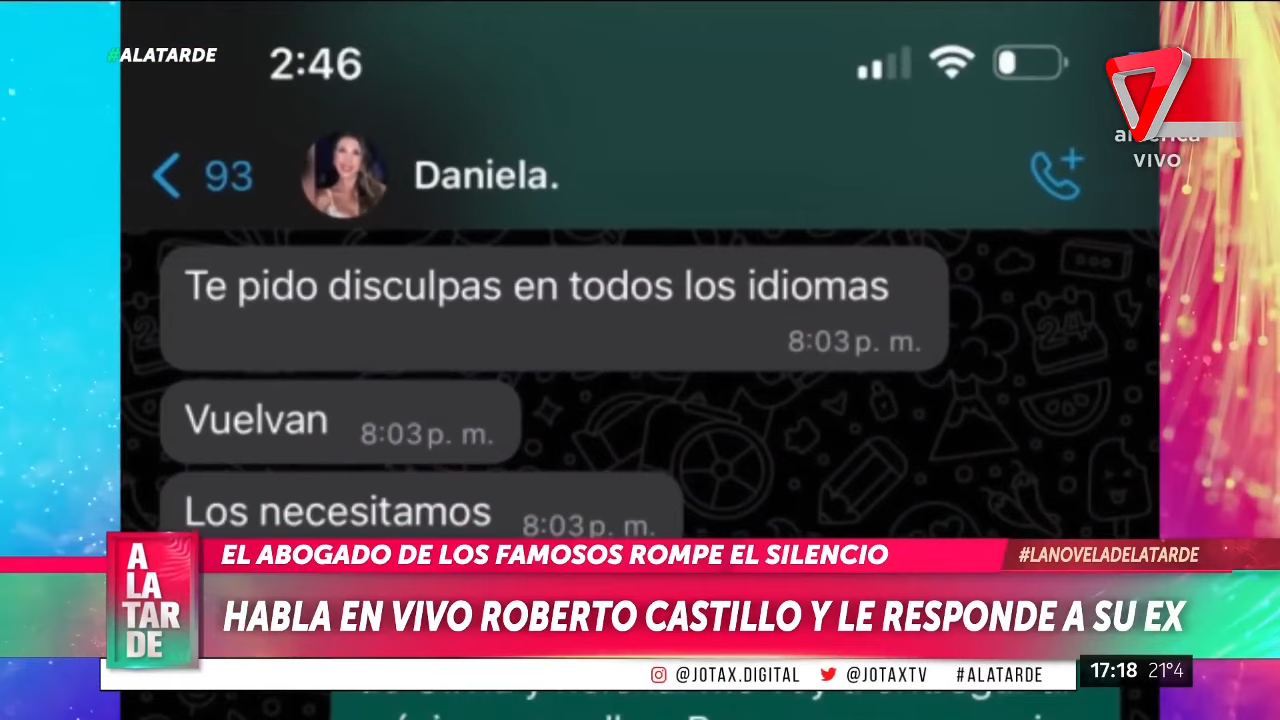 #ALATARDE
2:46
93
Daniela.
VIVO
Te pido disculpas en todos los idiomas
8:03 p. m.
Vuelvan 8:03 p. m.
Los necesitamos 8:03 p. m.
A
LA
TAR
DE
EL ABOGADO DE LOS FAMOSOS ROMPE EL SILENCIO
#LANOVELADELATARDE
HABLA EN VIVO ROBERTO CASTILLO Y LE RESPONDE A SU EX
@JOTAX.DIGITAL @JOTAXTV #ALATARDE
17:18 21°4